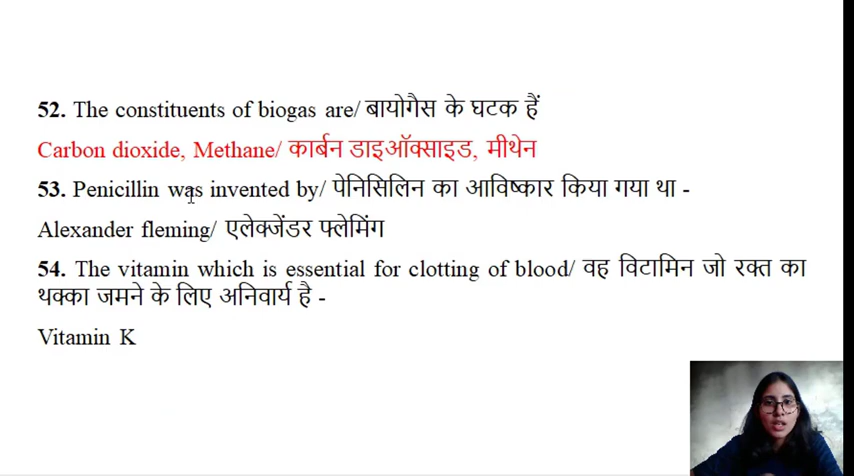 52. The constituents of biogas are/ बायोगैस के घटक हैं
Carbon dioxide, Methane/ कार्बन डाइऑक्साइड, मीथेन
53. Penicillin was invented by/ पेनिसिलिन का आविष्कार किया गया था -
Alexander fleming/ एलेक्जेंडर फ्लेमिंग
54. The vitamin which is essential for clotting of blood/ वह विटामिन जो रक्त का
थक्का जमने के लिए अनिवार्य है -
Vitamin K